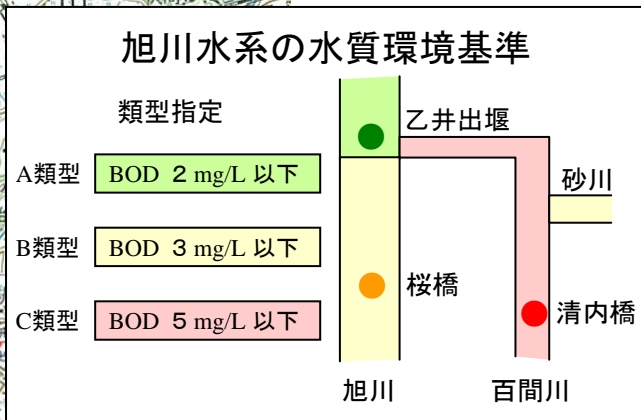 旭川水系の水質環境基準
類型指定
A類型 BOD 2 mg/L 以下
B類型 BOD 3 mg/L 以下
C類型 BOD 5 mg/L 以下
乙井出堰
砂川
桜橋
清内橋
旭川
百間川